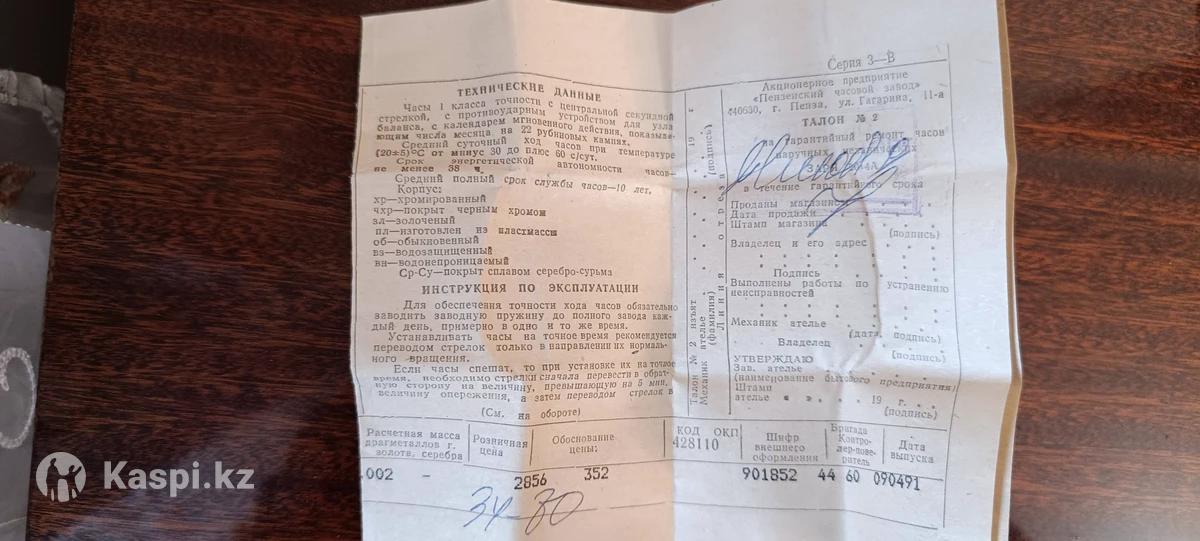 ТЕХНИЧЕСКИЕ ДАННЫЕ
Часы 1 класса точности с центральной секундной
стрелкой, с противоударным устройством для узла
баланса, с календарем мгновенного действия, показываю-
ющим числа месяца, на 22 рубиновых камнях.
Средний суточный ход часов при температуре
(20±5)°С от минус 30 до плюс 60 с/сут.
Срок энергетической автономности часов—
не менее 38 ч.
Средний полный срок службы часов—10 лет.
Корпус:
хр—хромированный
чхр—покрыт черным хромом
зл—золоченый
пл—изготовлен из пластмассы
об—обыкновенный
вз—водозащищенный
вн—водонепроницаемый
Ср-Су—покрыт сплавом серебро-сурьма
ИНСТРУКЦИЯ ПО ЭКСПЛУАТАЦИИ
Для обеспечения точности хода часов обязательно
заводить заводную пружину до полного завода каж-
дый день, примерно в одно и то же время.
Устанавливать часы на точное время рекомендуется
переводом стрелок только в направлении их нормаль-
ного вращения.
Если часы спешат, то при установке их на точное
время, необходимо стрелки сначала перевести в обрат-
ную сторону на величину, превышающую на 5 мин.
величину опережения, а затем переводом стрелок в
(См. на обороте)
Талон № 2 изъят
Механик ателье
(фамилия)
(подпись)
19 г
Линия отреза
Серия 3—В
Акционерное предприятие
«Пензенский часовой завод»
440630, г. Пенза, ул. Гагарина, 11-а
ТАЛОН № 2
на гарантийный ремонт часов
наручных механических
ЗАРЯ
в течение гарантийного срока
Проданы магазином
Дата продажи
Штамп магазина
(подпись)
Владелец и его адрес
Подпись
Выполнены работы по устранению
неисправностей
Механик ателье
(дата, подпись)
Владелец
(подпись)
УТВЕРЖДАЮ
Зав. ателье
(наименование бытового предприятия)
Штамп
ателье « » 19 г.
(подпись)
Расчетная масса
драгметаллов г.
золота, серебра
Розничная
цена
Обоснование
цены:
КОД ОКП
428110
Шифр
внешнего
оформления
Бригада
Контро-
лер-пове-
ритель
Дата
выпуска
.002 - 2856 352 901852 44 60 090491
34-80
Kaspi.kz